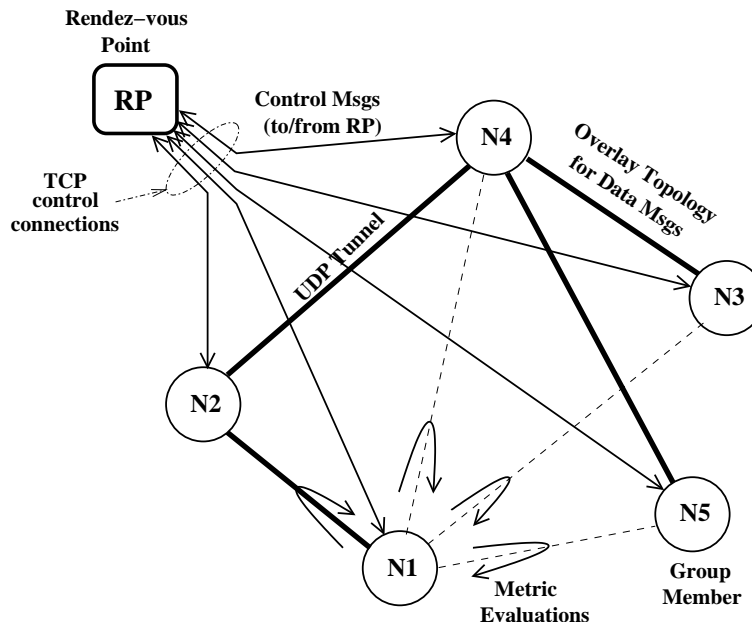 Rendez-vous
Point
RP
Control Msgs
(to/from RP)
N4
Overlay Topology
for Data Msgs
TCP
control
connections
UDP Tunnel
N3
N2
N5
N1
Group
Member
Metric
Evaluations